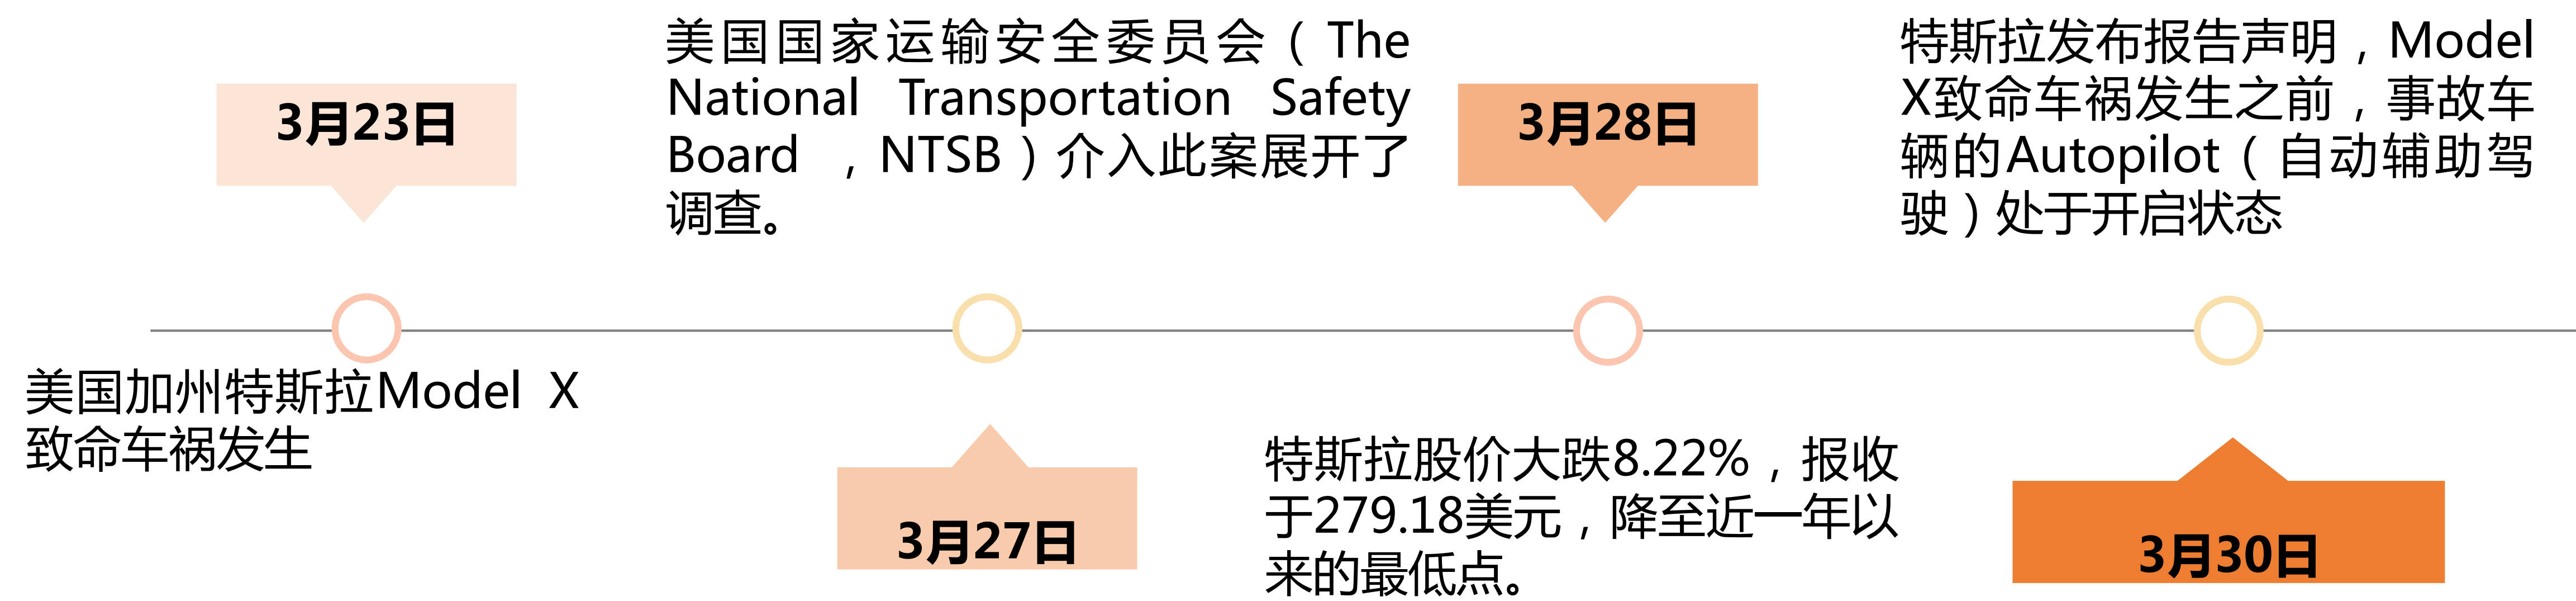 3月23日
美国加州特斯拉Model X
致命车祸发生
美国国家运输安全委员会（The
National Transportation Safety
Board ，NTSB）介入此案展开了
调查。
3月27日
3月28日
特斯拉股价大跌8.22%，报收
于279.18美元，降至近一年以
来的最低点。
特斯拉发布报告声明，Model
X致命车祸发生之前，事故车
辆的Autopilot（自动辅助驾
驶）处于开启状态
3月30日